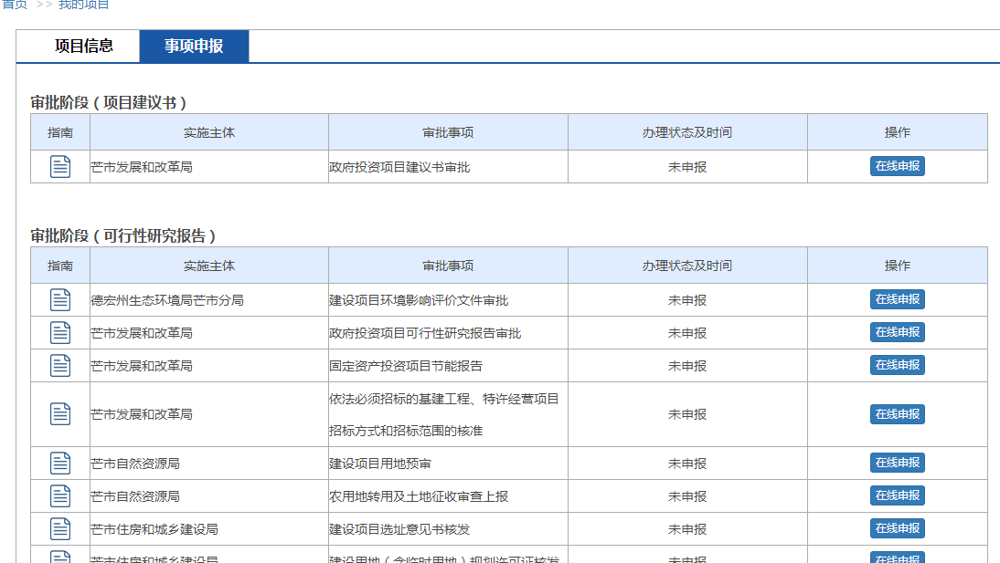 首页 >> 我的项目
项目信息 事项申报
审批阶段（项目建议书）
指南 实施主体 审批事项 办理状态及时间 操作
芒市发展和改革局 政府投资项目建议书审批 未申报 在线申报
审批阶段（可行性研究报告）
指南 实施主体 审批事项 办理状态及时间 操作
德宏州生态环境局芒市分局 建设项目环境影响评价文件审批 未申报 在线申报
芒市发展和改革局 政府投资项目可行性研究报告审批 未申报 在线申报
芒市发展和改革局 固定资产投资项目节能报告 未申报 在线申报
芒市发展和改革局 依法必须招标的基建工程、特许经营项目
招标方式和招标范围的核准 未申报 在线申报
芒市自然资源局 建设项目用地预审 未申报 在线申报
芒市自然资源局 农用地转用及土地征收审查上报 未申报 在线申报
芒市住房和城乡建设局 建设项目选址意见书核发 未申报 在线申报
芒市住房和城乡建设局 建设用地（含临时用地）规划许可证核发 未申报 在线申报